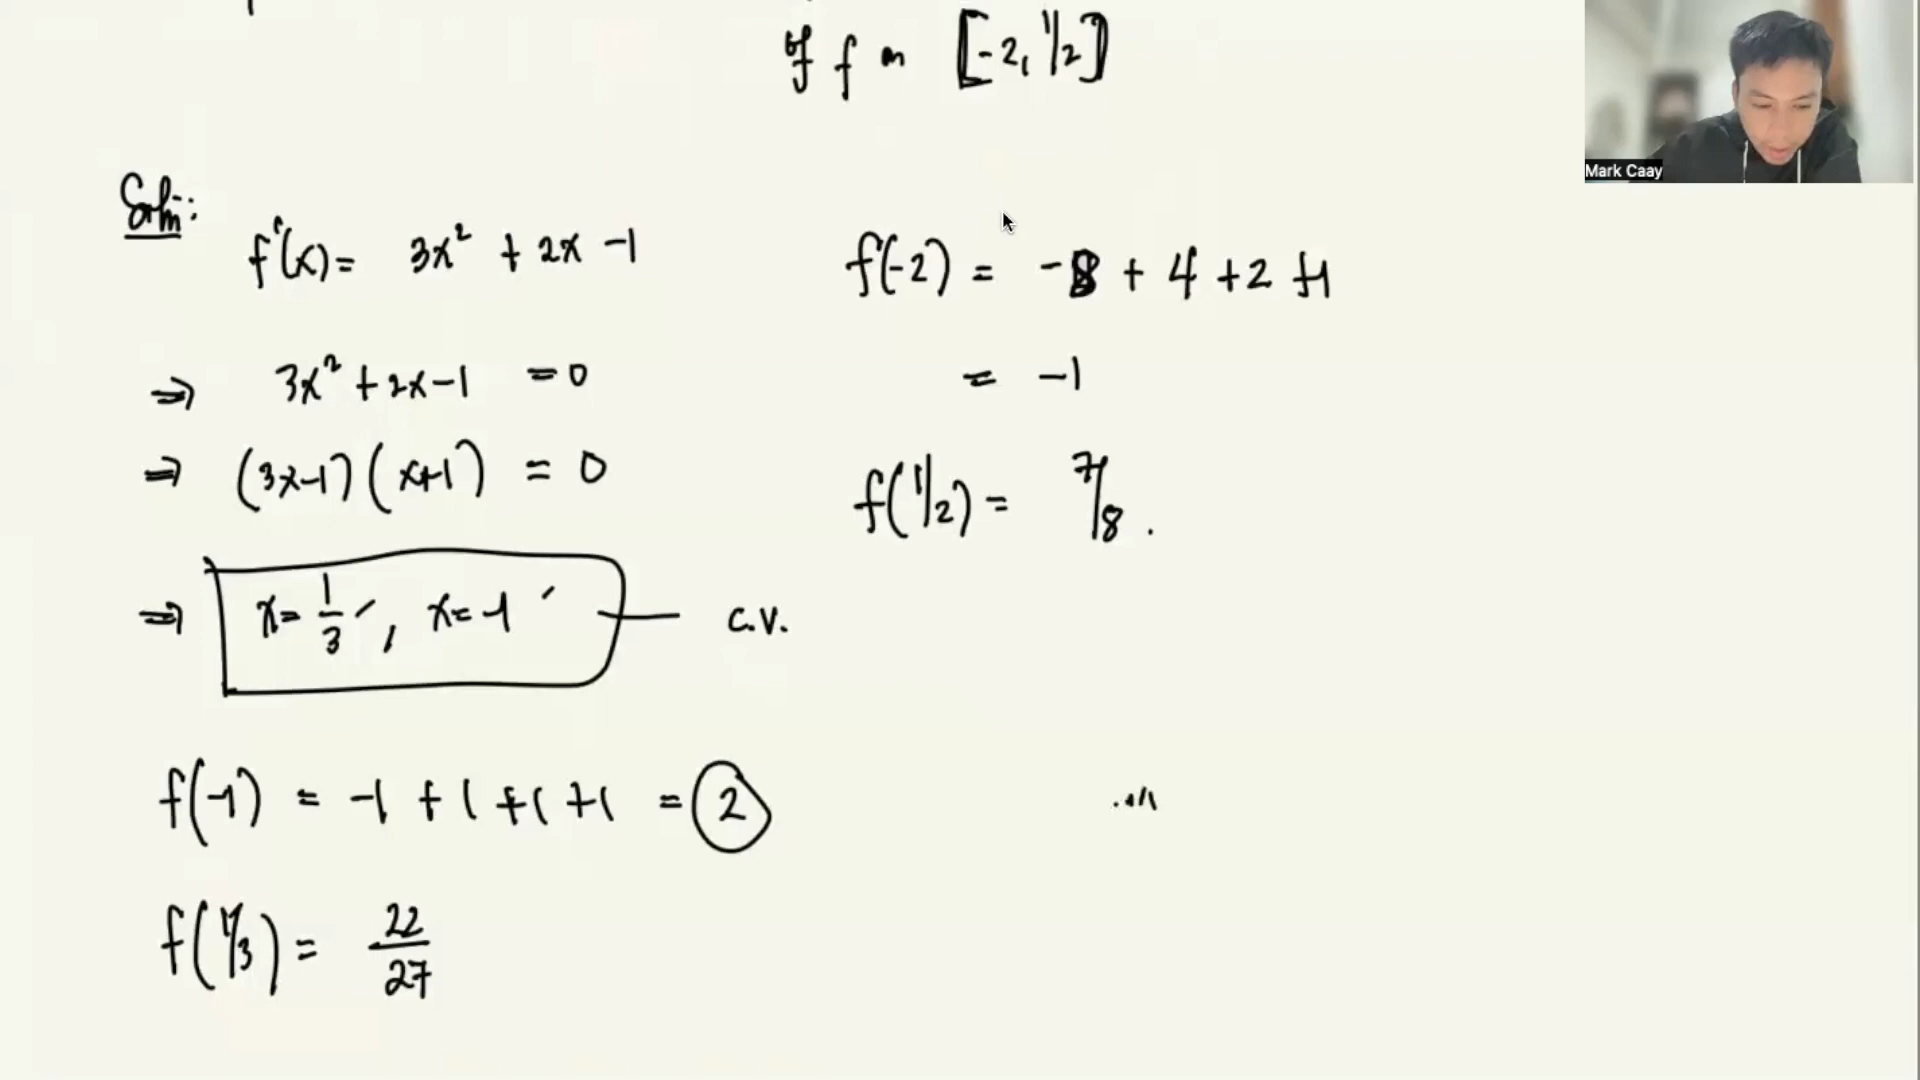 of f on [-2, 1/2]
Mark Caay
Soln:
f'(x) = 3x² + 2x - 1
⇒ 3x² + 2x - 1 = 0
⇒ (3x-1)(x+1) = 0
⇒ x = 1/3, x = -1 — C.V.
f(-1) = -1 + 1 + 1 + 1 = 2
f(1/3) = 22/27
f(-2) = -8 + 4 + 2 + 1
= -1
f(1/2) = 7/8.